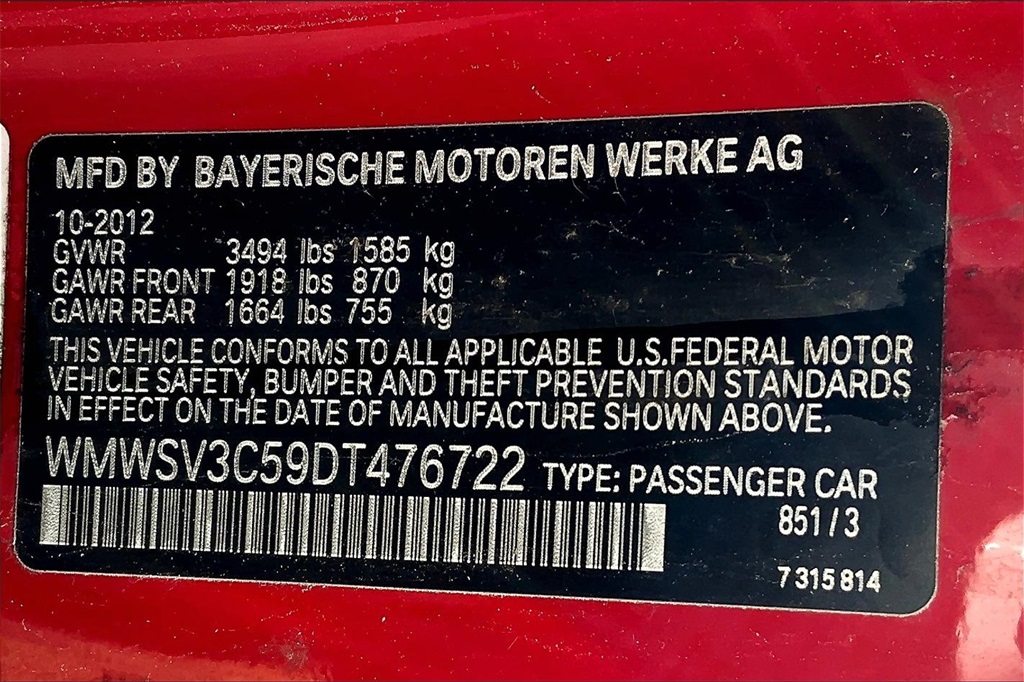 MFD BY BAYERISCHE MOTOREN WERKE AG
10-2012
GVWR 3494 lbs 1585 kg
GAWR FRONT 1918 lbs 870 kg
GAWR REAR 1664 lbs 755 kg
THIS VEHICLE CONFORMS TO ALL APPLICABLE U.S.FEDERAL MOTOR
VEHICLE SAFETY, BUMPER AND THEFT PREVENTION STANDARDS
IN EFFECT ON THE DATE OF MANUFACTURE SHOWN ABOVE.
WMWSV3C59DT476722 TYPE: PASSENGER CAR
851 / 3
7 315 814